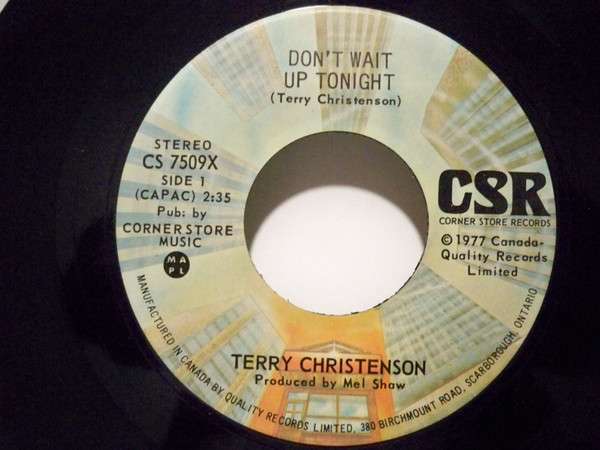 DON'T WAIT
UP TONIGHT
(Terry Christenson)
STEREO
CS 7509X
SIDE 1
(CAPAC) 2:35
Pub: by
CORNER STORE
MUSIC
MA
PL
CSR
CORNER STORE RECORDS
©1977 Canada-
Quality Records
Limited
TERRY CHRISTENSON
Produced by Mel Shaw
MANUFACTURED IN CANADA BY QUALITY RECORDS LIMITED, 380 BIRCHMOUNT ROAD, SCARBOROUGH, ONTARIO